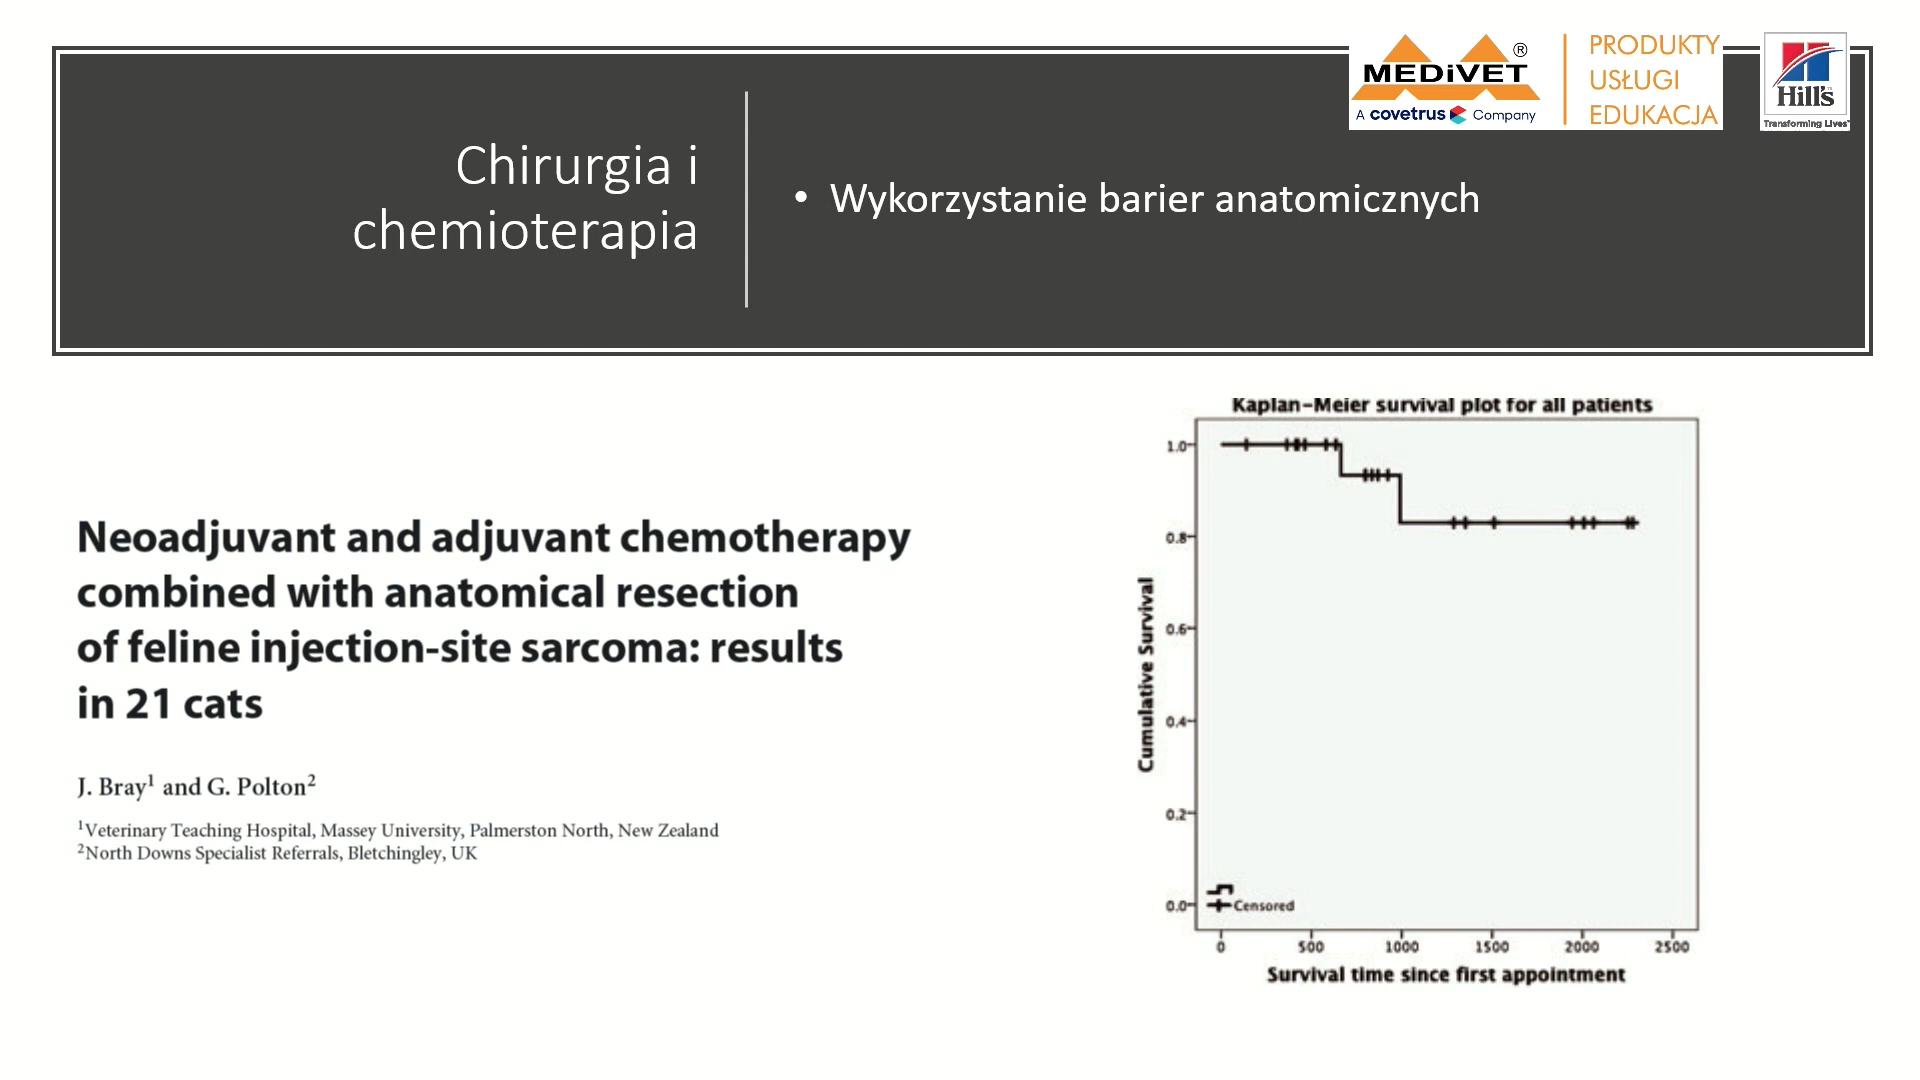 MEDiVET®
A covetrus Company
PRODUKTY
USŁUGI
EDUKACJA
Hill's
Transforming Lives™
Chirurgia i
chemioterapia
• Wykorzystanie barier anatomicznych
Neoadjuvant and adjuvant chemotherapy
combined with anatomical resection
of feline injection-site sarcoma: results
in 21 cats
J. Bray¹ and G. Polton²
¹Veterinary Teaching Hospital, Massey University, Palmerston North, New Zealand
²North Downs Specialist Referrals, Bletchingley, UK
Kaplan–Meier survival plot for all patients
Cumulative Survival
1.0
0.8
0.6
0.4
0.2
0.0
Censored
0 500 1000 1500 2000 2500
Survival time since first appointment